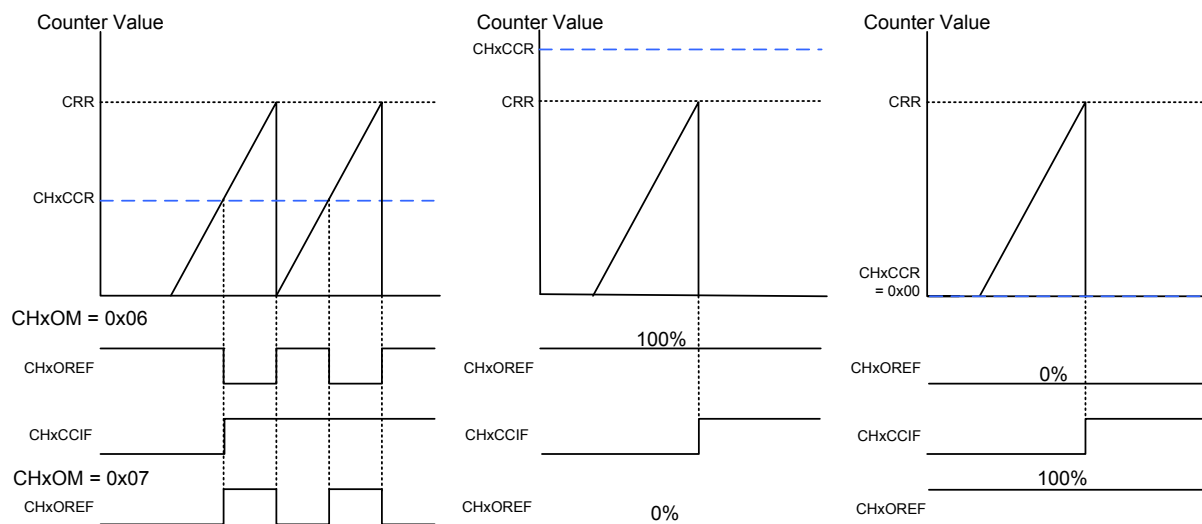 Counter Value
CRR
CHxCCR
CHxOM = 0x06
CHxOREF
CHxCCIF
CHxOM = 0x07
CHxOREF
Counter Value
CHxCCR
CRR
100%
CHxOREF
CHxCCIF
0%
Counter Value
CRR
CHxCCR
= 0x00
CHxOREF
0%
CHxCCIF
100%
CHxOREF